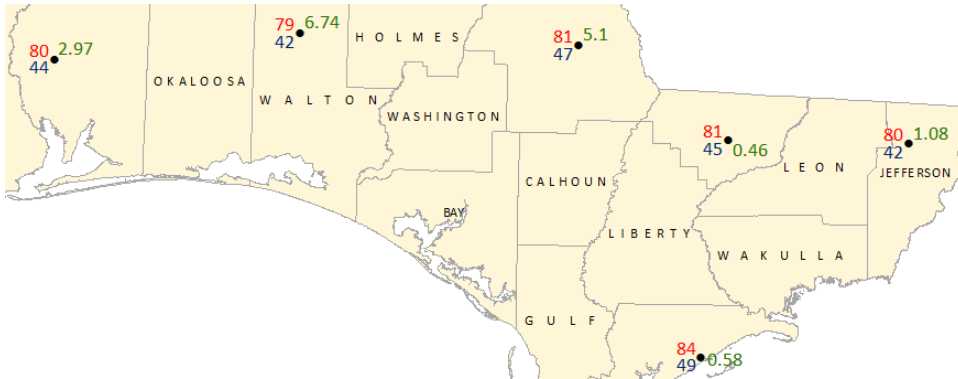 79 6.74
42
80 2.97
44
HOLMES
81 5.1
47
OKALOOSA
WALTON
WASHINGTON
81
45 0.46
80 1.08
42
LEON
JEFFERSON
CALHOUN
BAY
LIBERTY
WAKULLA
GULF
84
49 0.58